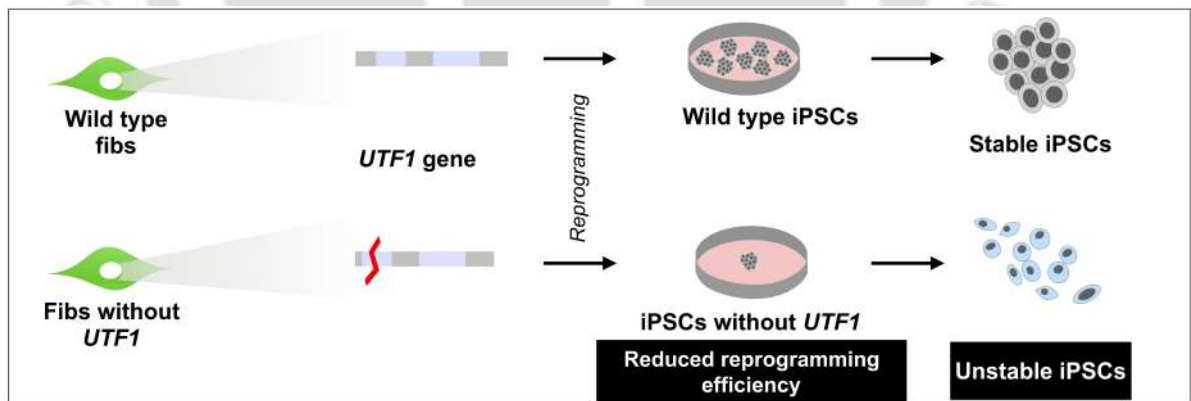 Wild type
fibs
UTF1 gene
Reprogramming
Wild type iPSCs
Stable iPSCs
Fibs without
UTF1
iPSCs without UTF1
Reduced reprogramming
efficiency
Unstable iPSCs